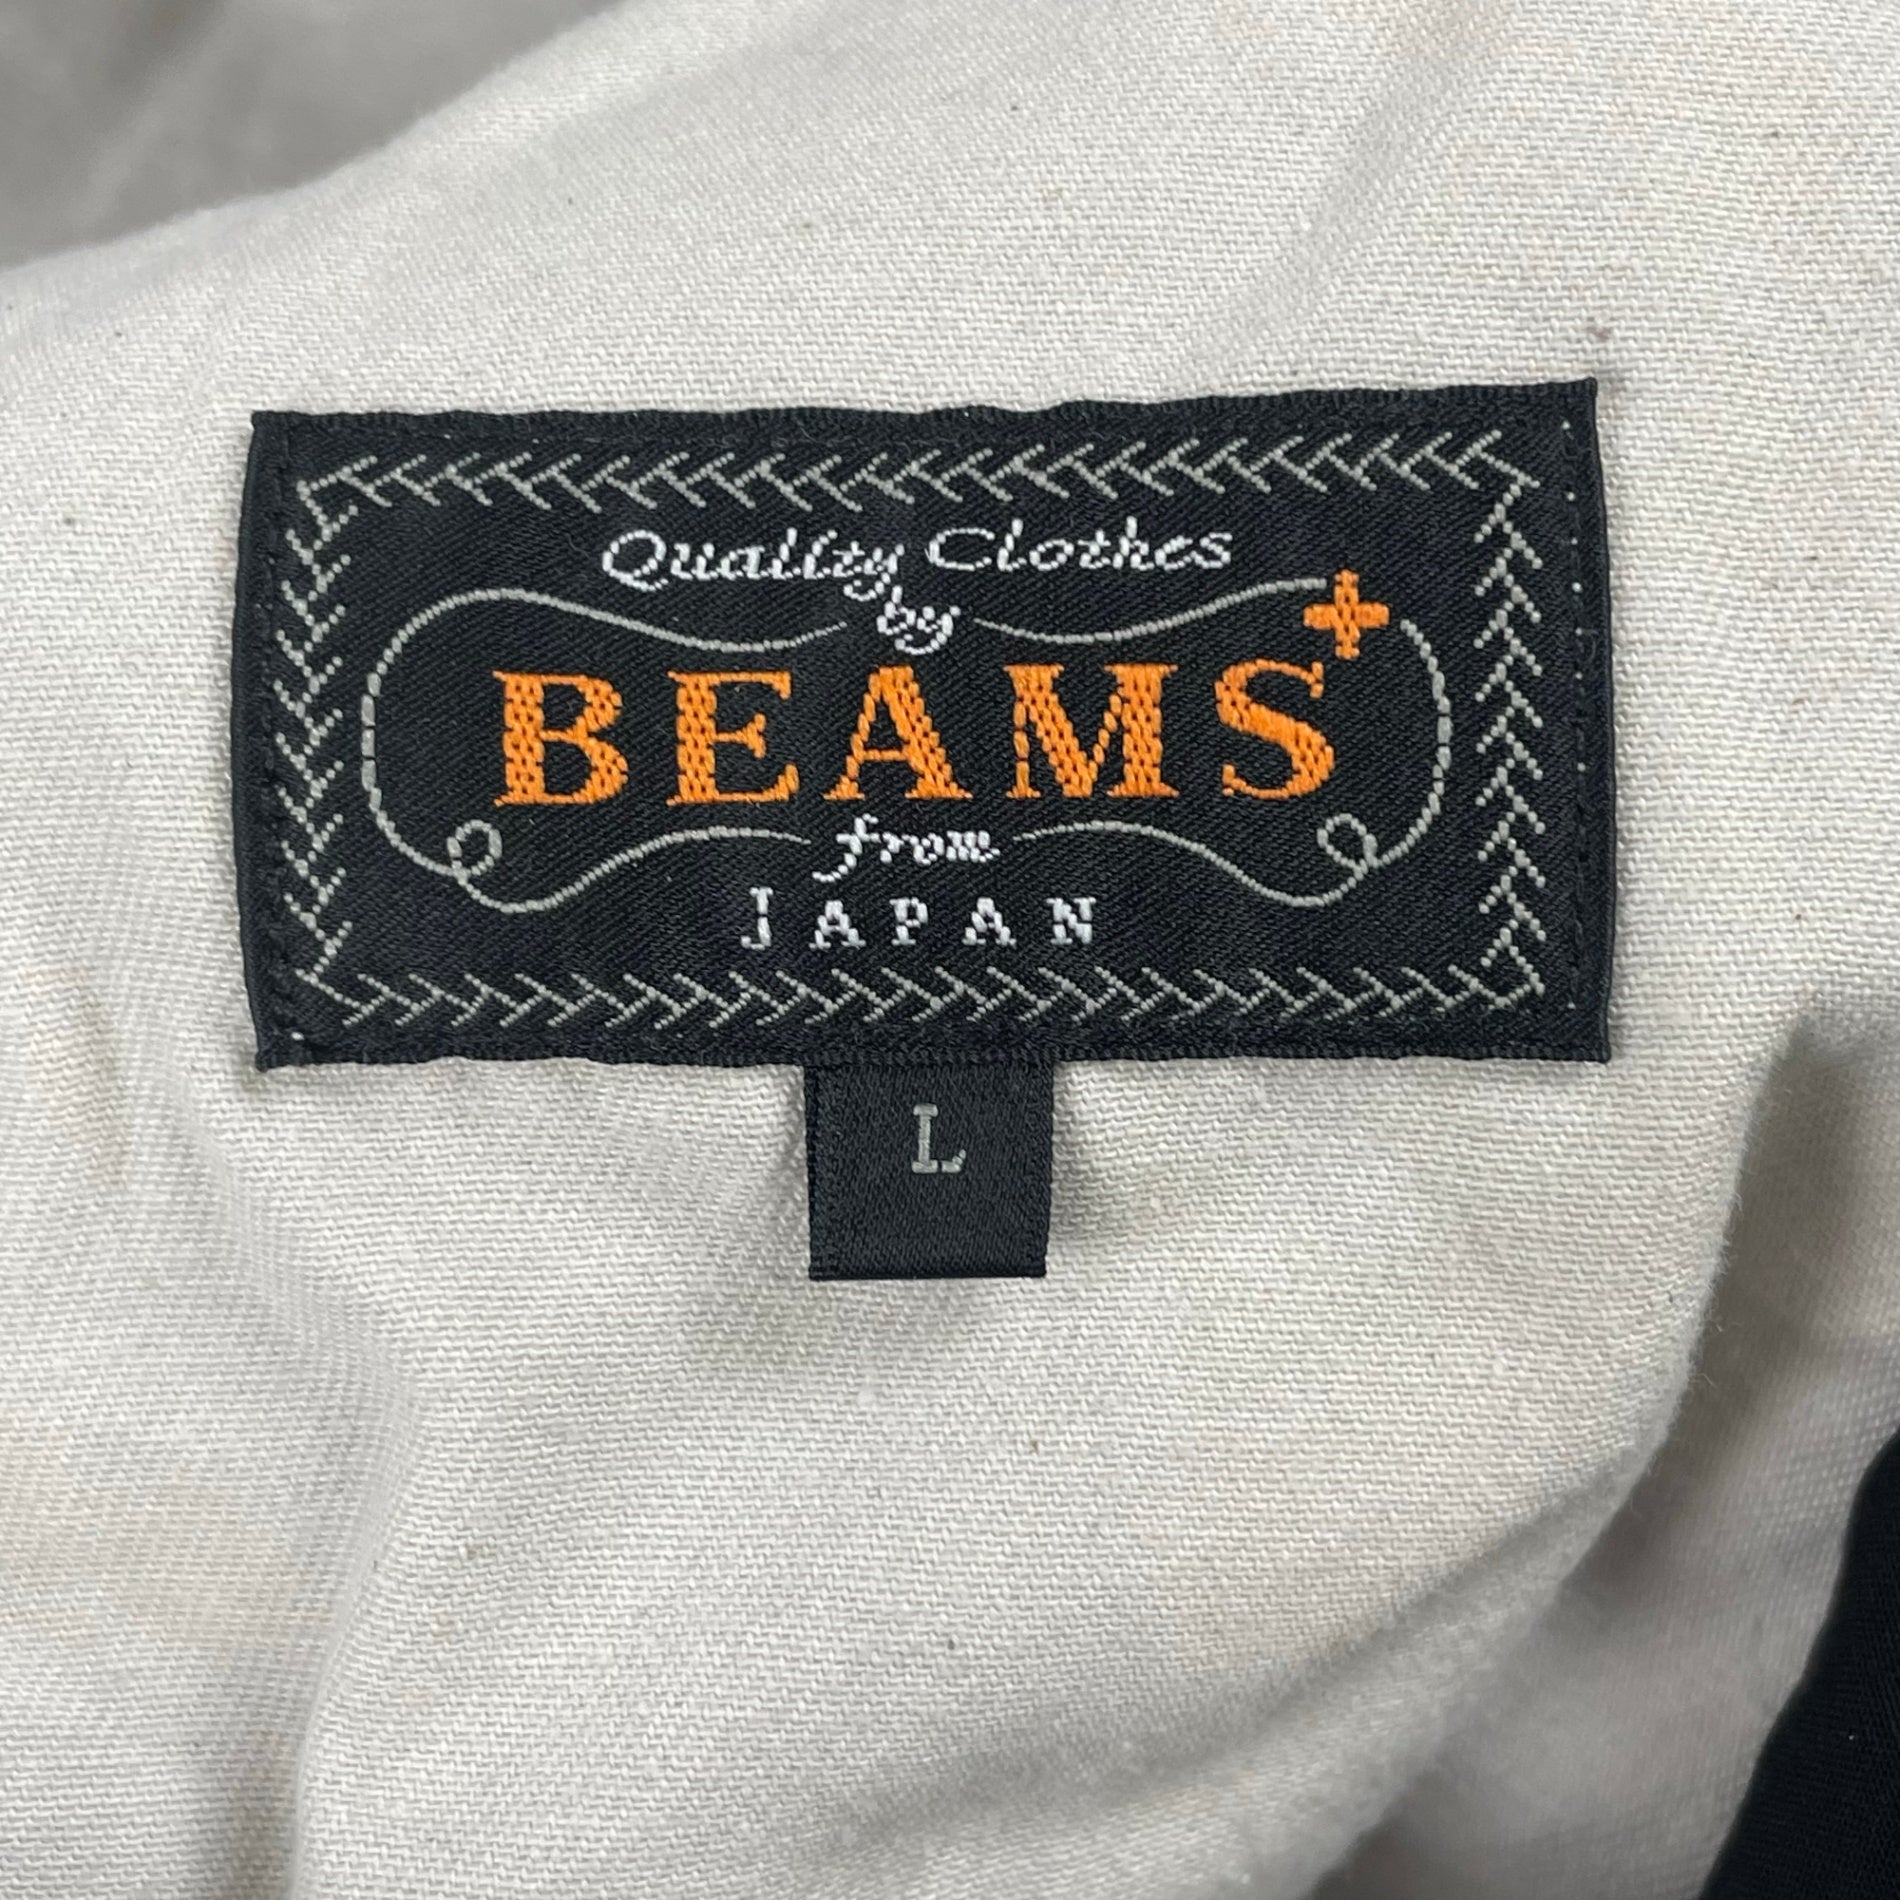 Quality Clothes
by
BEAMS+
from
JAPAN
L